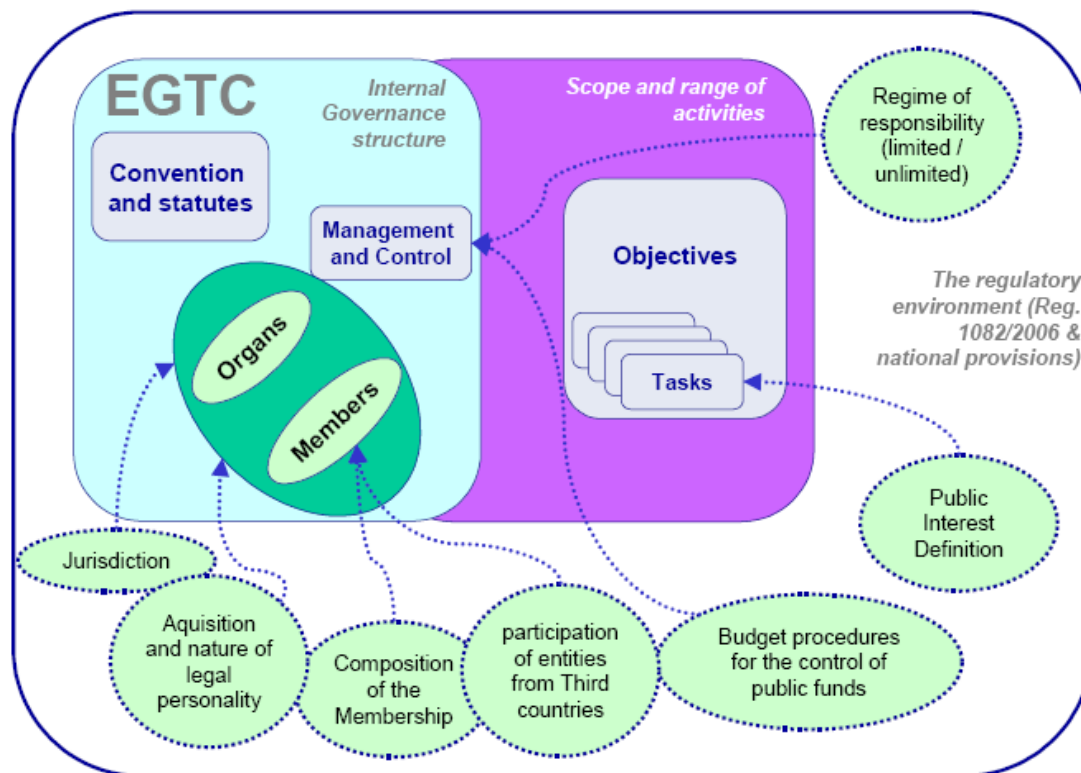 EGTC
Internal
Governance
structure
Scope and range of
activities
Regime of
responsibility
(limited /
unlimited)
Convention
and statutes
Management
and Control
Objectives
The regulatory
environment (Reg.
1082/2006 &
national provisions)
Organs
Members
Tasks
Public
Interest
Definition
Jurisdiction
Aquisition
and nature of
legal
personality
Composition
of the
Membership
participation
of entities
from Third
countries
Budget procedures
for the control of
public funds